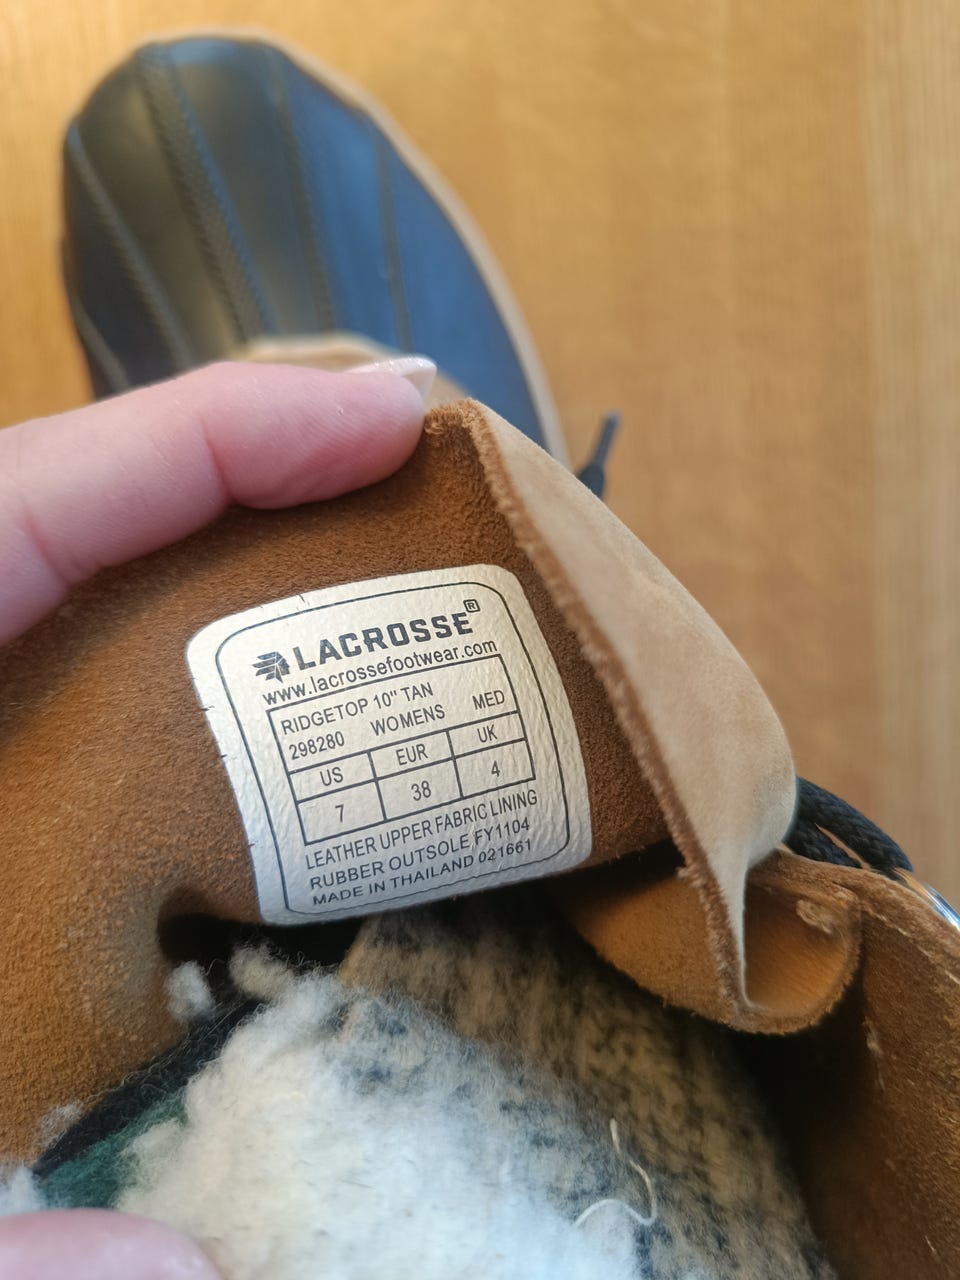 LACROSSE®
www.lacrossefootwear.com
RIDGETOP 10" TAN
298280 WOMENS MED
US EUR UK
7 38 4
LEATHER UPPER FABRIC LINING
RUBBER OUTSOLE FY1104
MADE IN THAILAND 021661